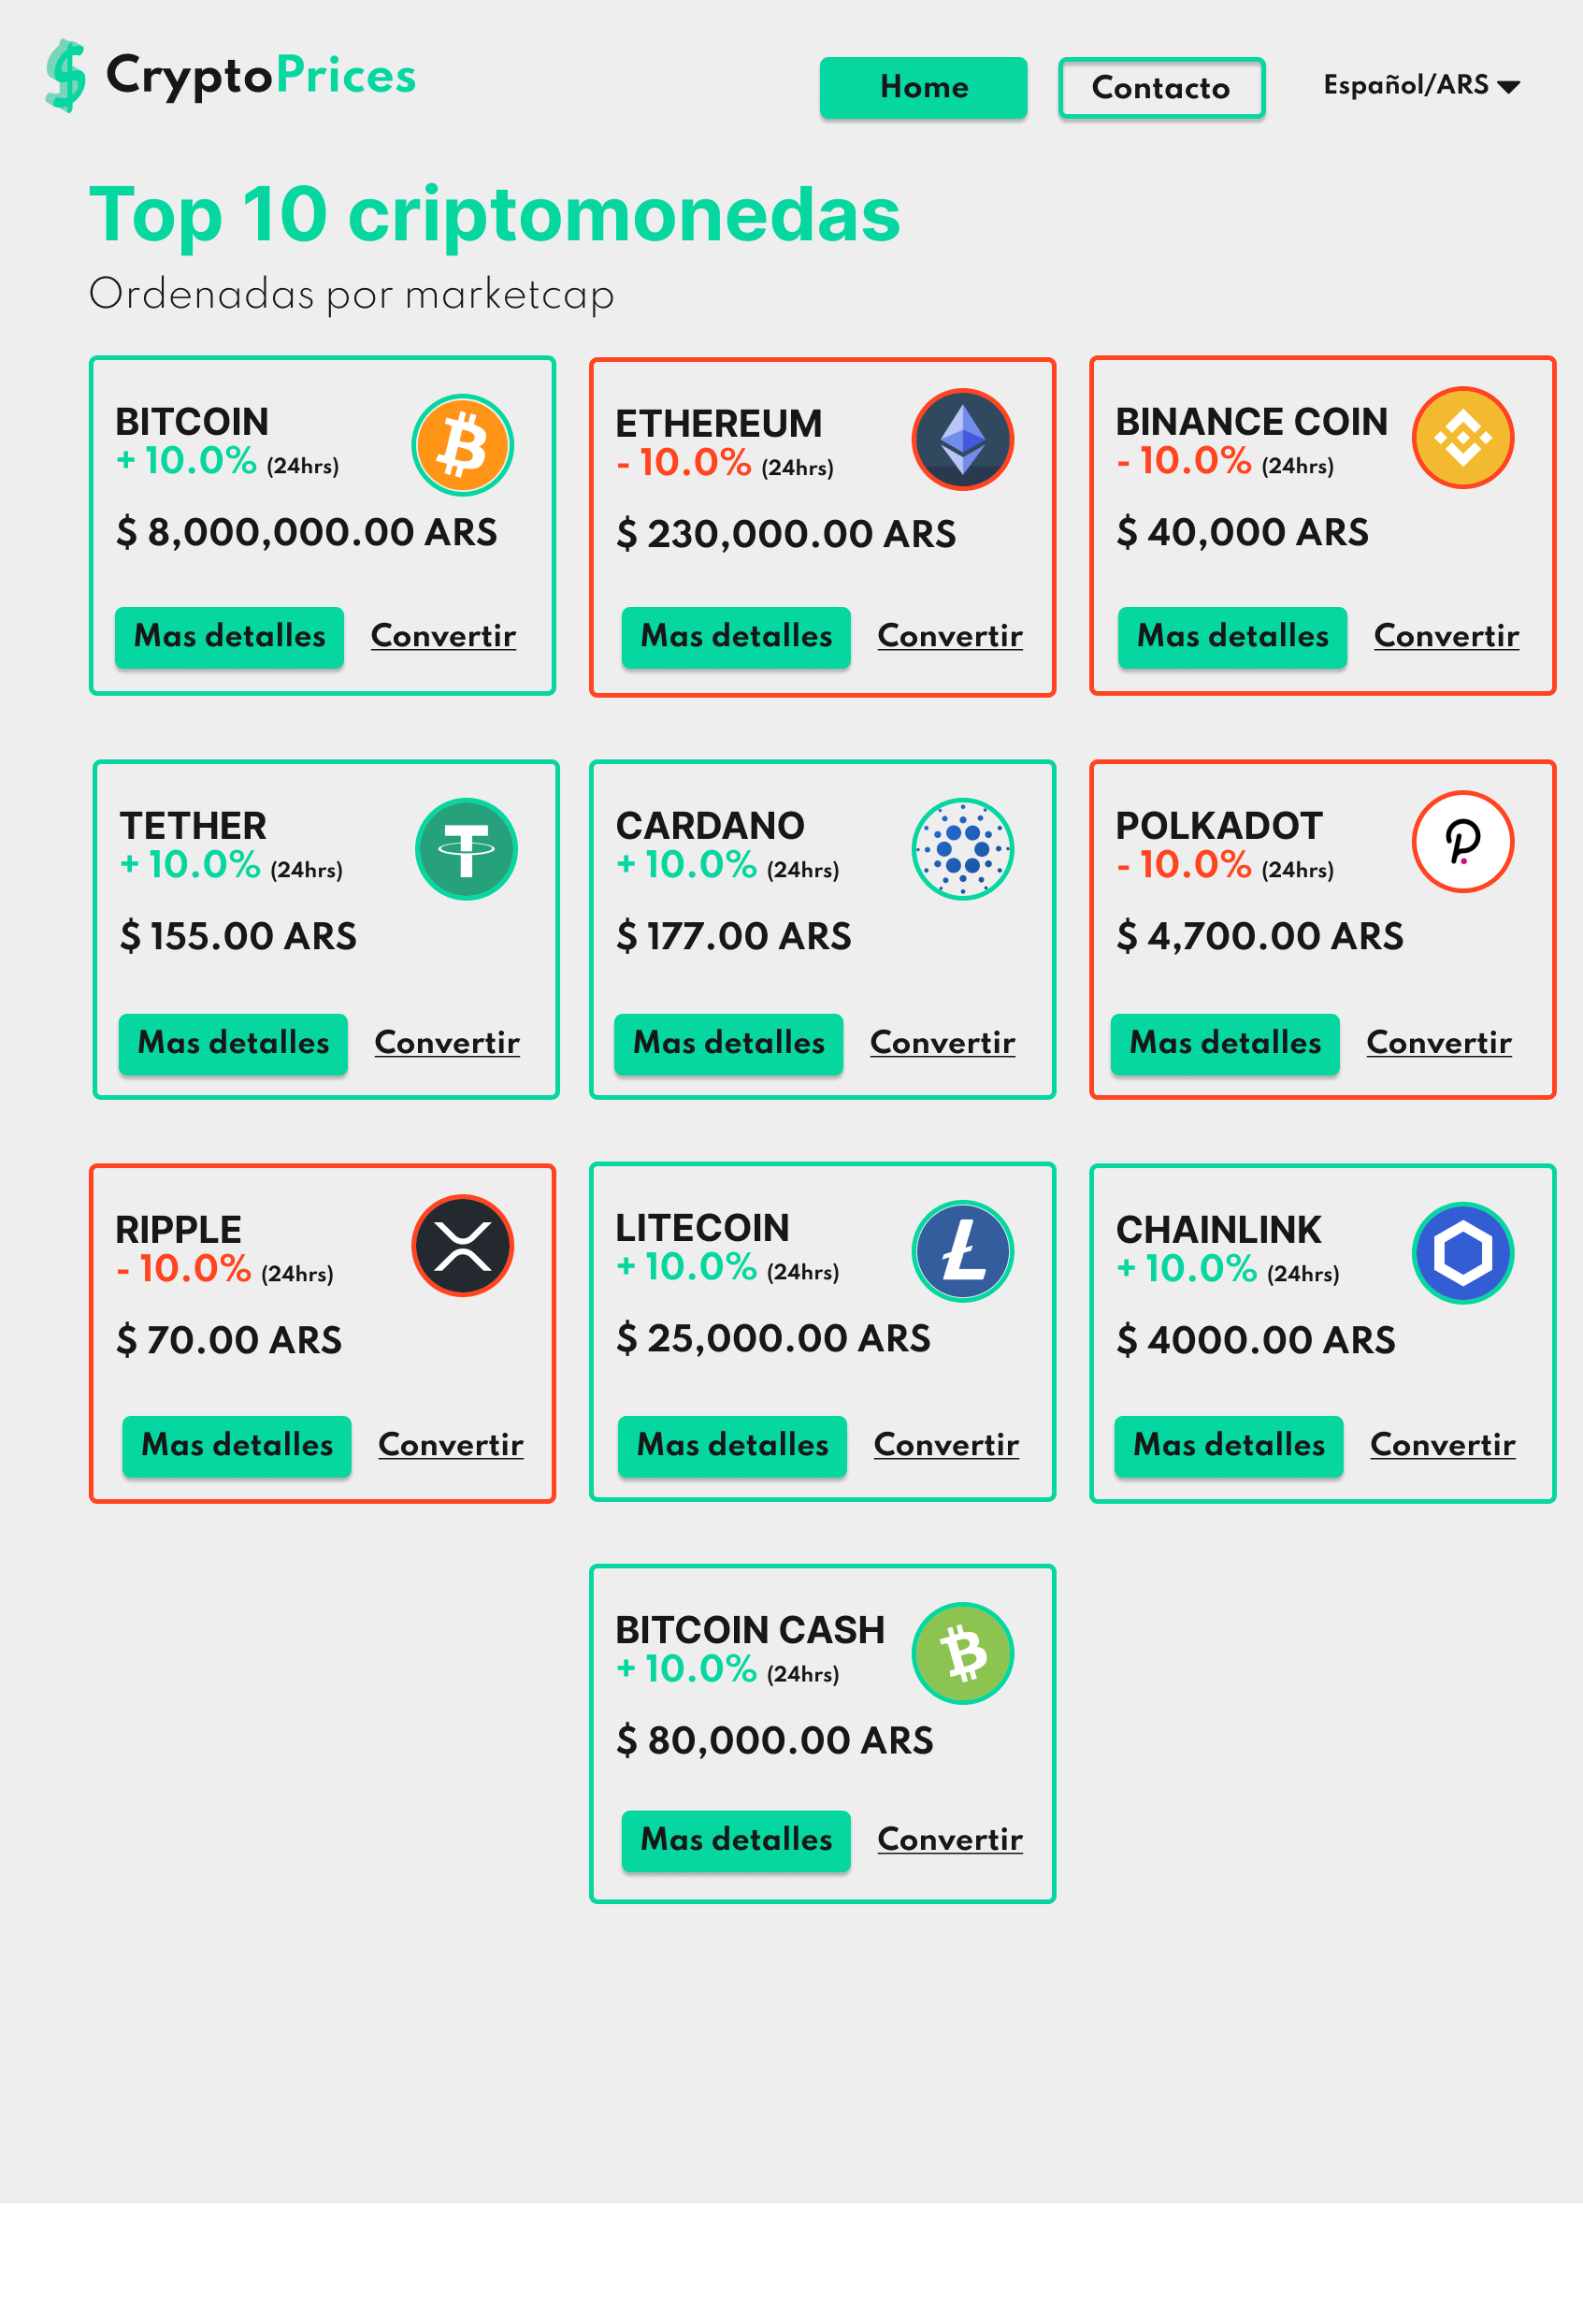 CryptoPrices
Home
Contacto
Español/ARS
Top 10 criptomonedas
Ordenadas por marketcap
BITCOIN
+ 10.0% (24hrs)
$ 8,000,000.00 ARS
Mas detalles Convertir
ETHEREUM
- 10.0% (24hrs)
$ 230,000.00 ARS
Mas detalles Convertir
BINANCE COIN
- 10.0% (24hrs)
$ 40,000 ARS
Mas detalles Convertir
TETHER
+ 10.0% (24hrs)
$ 155.00 ARS
Mas detalles Convertir
CARDANO
+ 10.0% (24hrs)
$ 177.00 ARS
Mas detalles Convertir
POLKADOT
- 10.0% (24hrs)
$ 4,700.00 ARS
Mas detalles Convertir
RIPPLE
- 10.0% (24hrs)
$ 70.00 ARS
Mas detalles Convertir
LITECOIN
+ 10.0% (24hrs)
$ 25,000.00 ARS
Mas detalles Convertir
CHAINLINK
+ 10.0% (24hrs)
$ 4000.00 ARS
Mas detalles Convertir
BITCOIN CASH
+ 10.0% (24hrs)
$ 80,000.00 ARS
Mas detalles Convertir